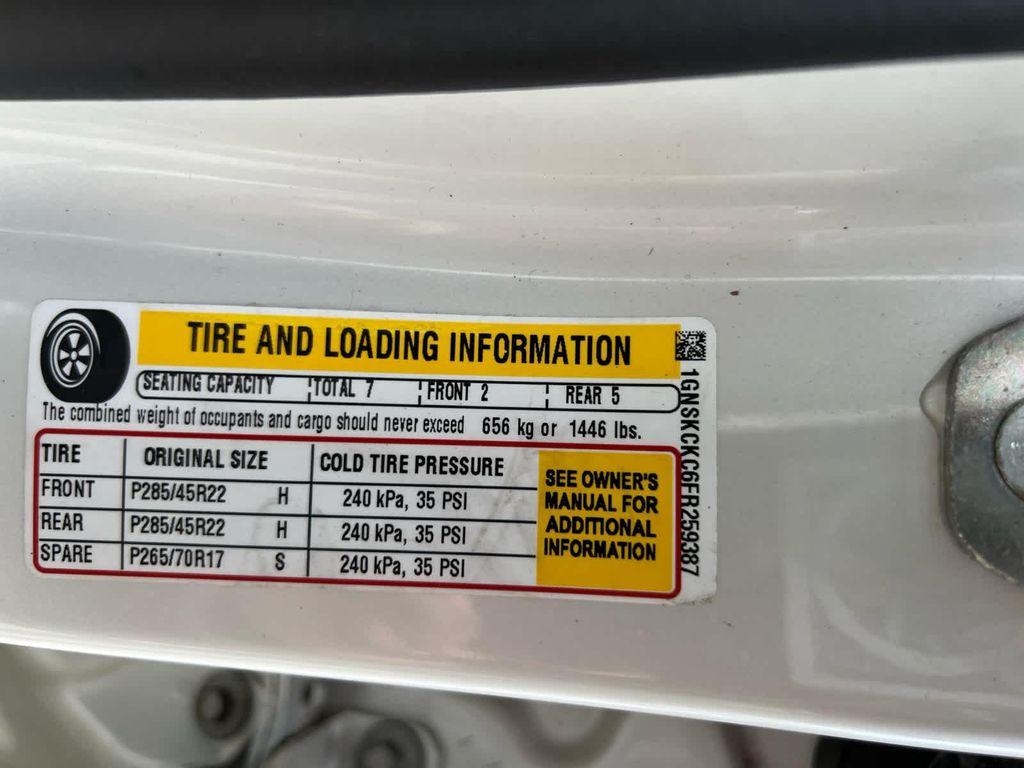 TIRE AND LOADING INFORMATION
SEATING CAPACITY TOTAL 7 FRONT 2 REAR 5
The combined weight of occupants and cargo should never exceed 656 kg or 1446 lbs.
TIRE ORIGINAL SIZE COLD TIRE PRESSURE
FRONT P285/45R22 H 240 kPa, 35 PSI
REAR P285/45R22 H 240 kPa, 35 PSI
SPARE P265/70R17 S 240 kPa, 35 PSI
SEE OWNER'S
MANUAL FOR
ADDITIONAL
INFORMATION
1GNSKCKC6FR259387